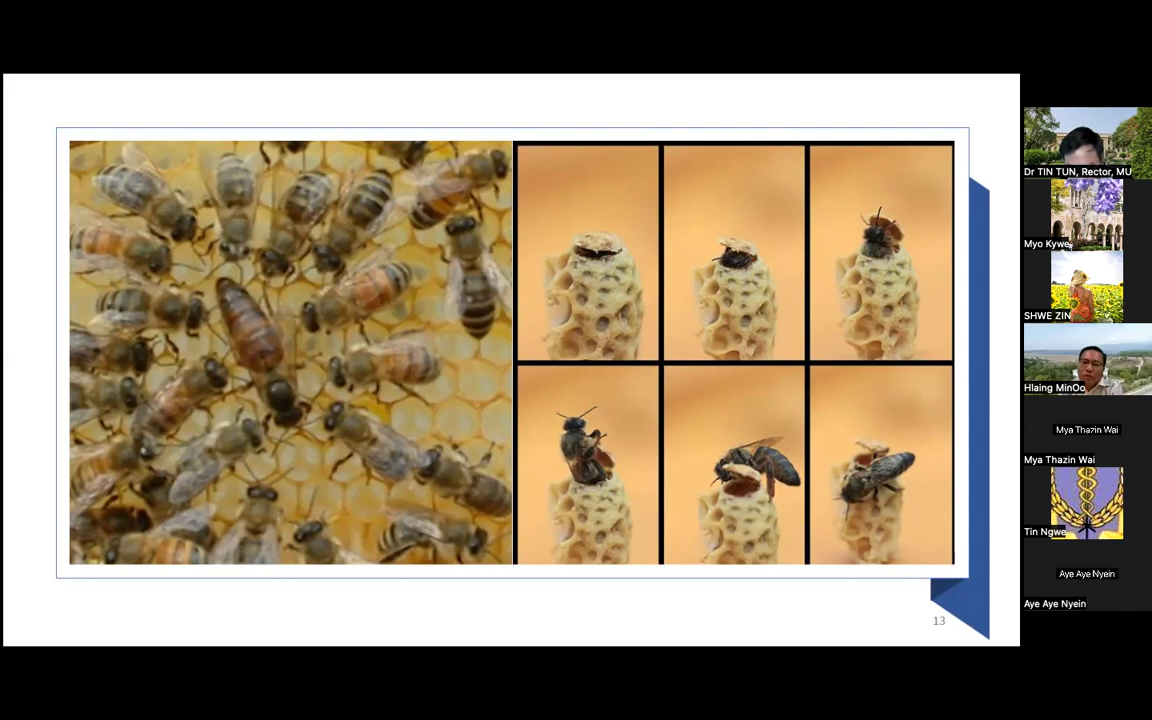 13
Dr TIN TUN, Rector, MU
Myo Kywe
SHWE ZIN
Hlaing MinOo
Mya Thazin Wai
Mya Thazin Wai
Tin Ngwe
Aye Aye Nyein
Aye Aye Nyein